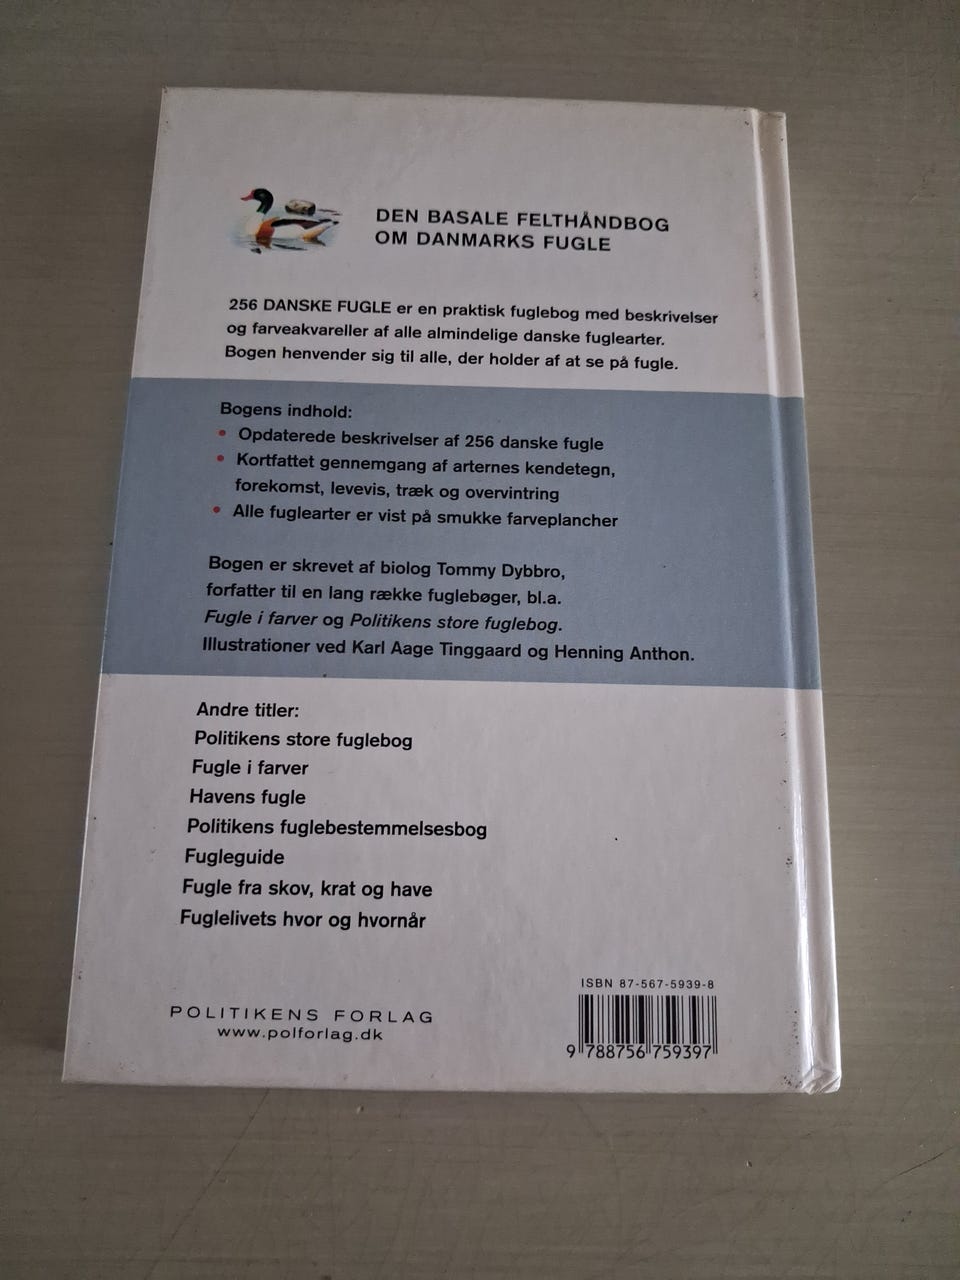 DEN BASALE FELTHÅNDBOG
OM DANMARKS FUGLE
256 DANSKE FUGLE er en praktisk fuglebog med beskrivelser
og farveakvareller af alle almindelige danske fuglearter.
Bogen henvender sig til alle, der holder af at se på fugle.
Bogens indhold:
• Opdaterede beskrivelser af 256 danske fugle
• Kortfattet gennemgang af arternes kendetegn,
forekomst, levevis, træk og overvintring
• Alle fuglearter er vist på smukke farveplancher
Bogen er skrevet af biolog Tommy Dybbro,
forfatter til en lang række fuglebøger, bl.a.
Fugle i farver og Politikens store fuglebog.
Illustrationer ved Karl Aage Tinggaard og Henning Anthon.
Andre titler:
Politikens store fuglebog
Fugle i farver
Havens fugle
Politikens fuglebestemmelsesbog
Fugleguide
Fugle fra skov, krat og have
Fuglelivets hvor og hvornår
POLITIKENS FORLAG
www.polforlag.dk
ISBN 87-567-5939-8
9 788756 759397